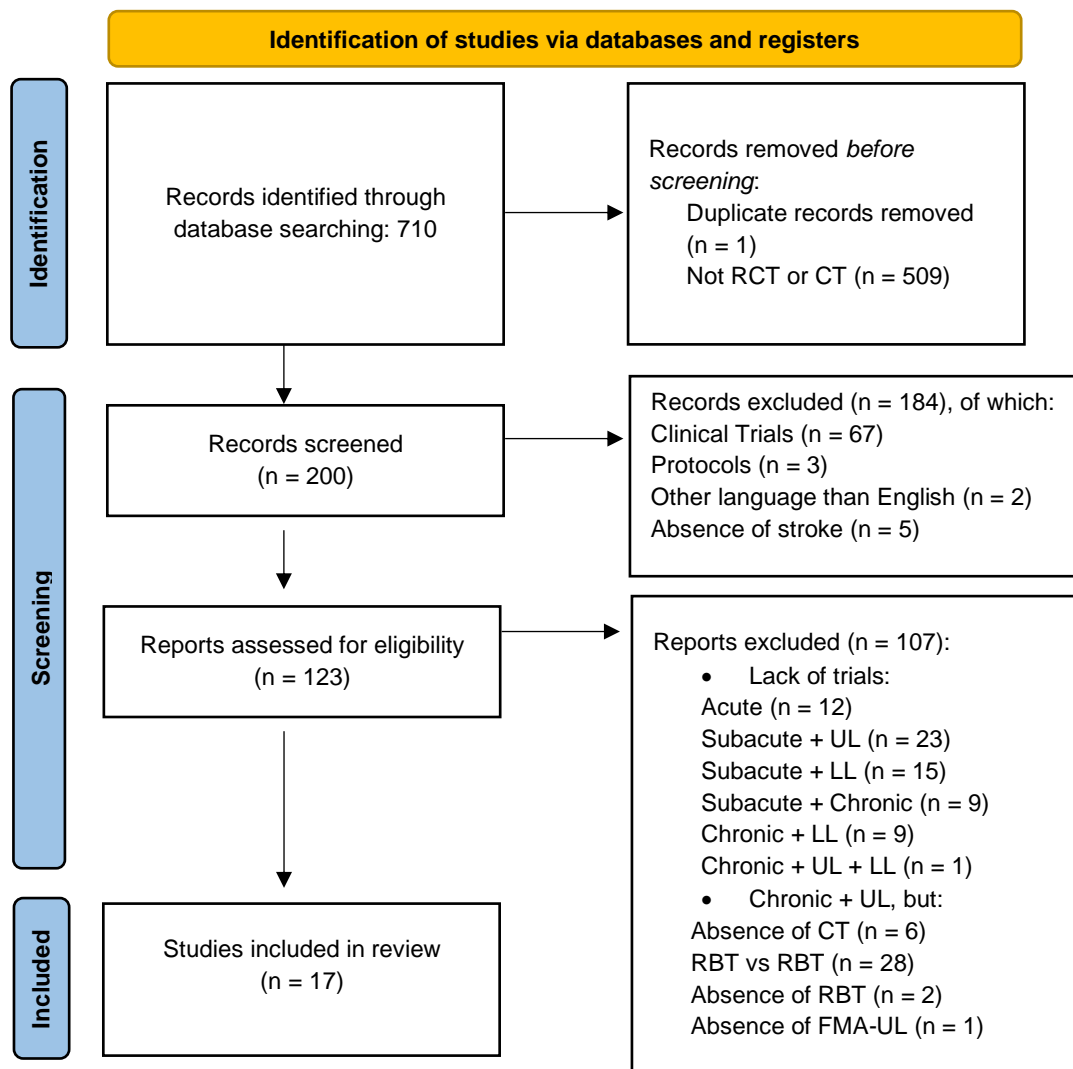 Identification of studies via databases and registers
Identification
Records identified through
database searching: 710
Records removed before
screening:
Duplicate records removed
(n = 1)
Not RCT or CT (n = 509)
Screening
Records screened
(n = 200)
Records excluded (n = 184), of which:
Clinical Trials (n = 67)
Protocols (n = 3)
Other language than English (n = 2)
Absence of stroke (n = 5)
Reports assessed for eligibility
(n = 123)
Reports excluded (n = 107):
• Lack of trials:
Acute (n = 12)
Subacute + UL (n = 23)
Subacute + LL (n = 15)
Subacute + Chronic (n = 9)
Chronic + LL (n = 9)
Chronic + UL + LL (n = 1)
• Chronic + UL, but:
Absence of CT (n = 6)
RBT vs RBT (n = 28)
Absence of RBT (n = 2)
Absence of FMA-UL (n = 1)
Included
Studies included in review
(n = 17)